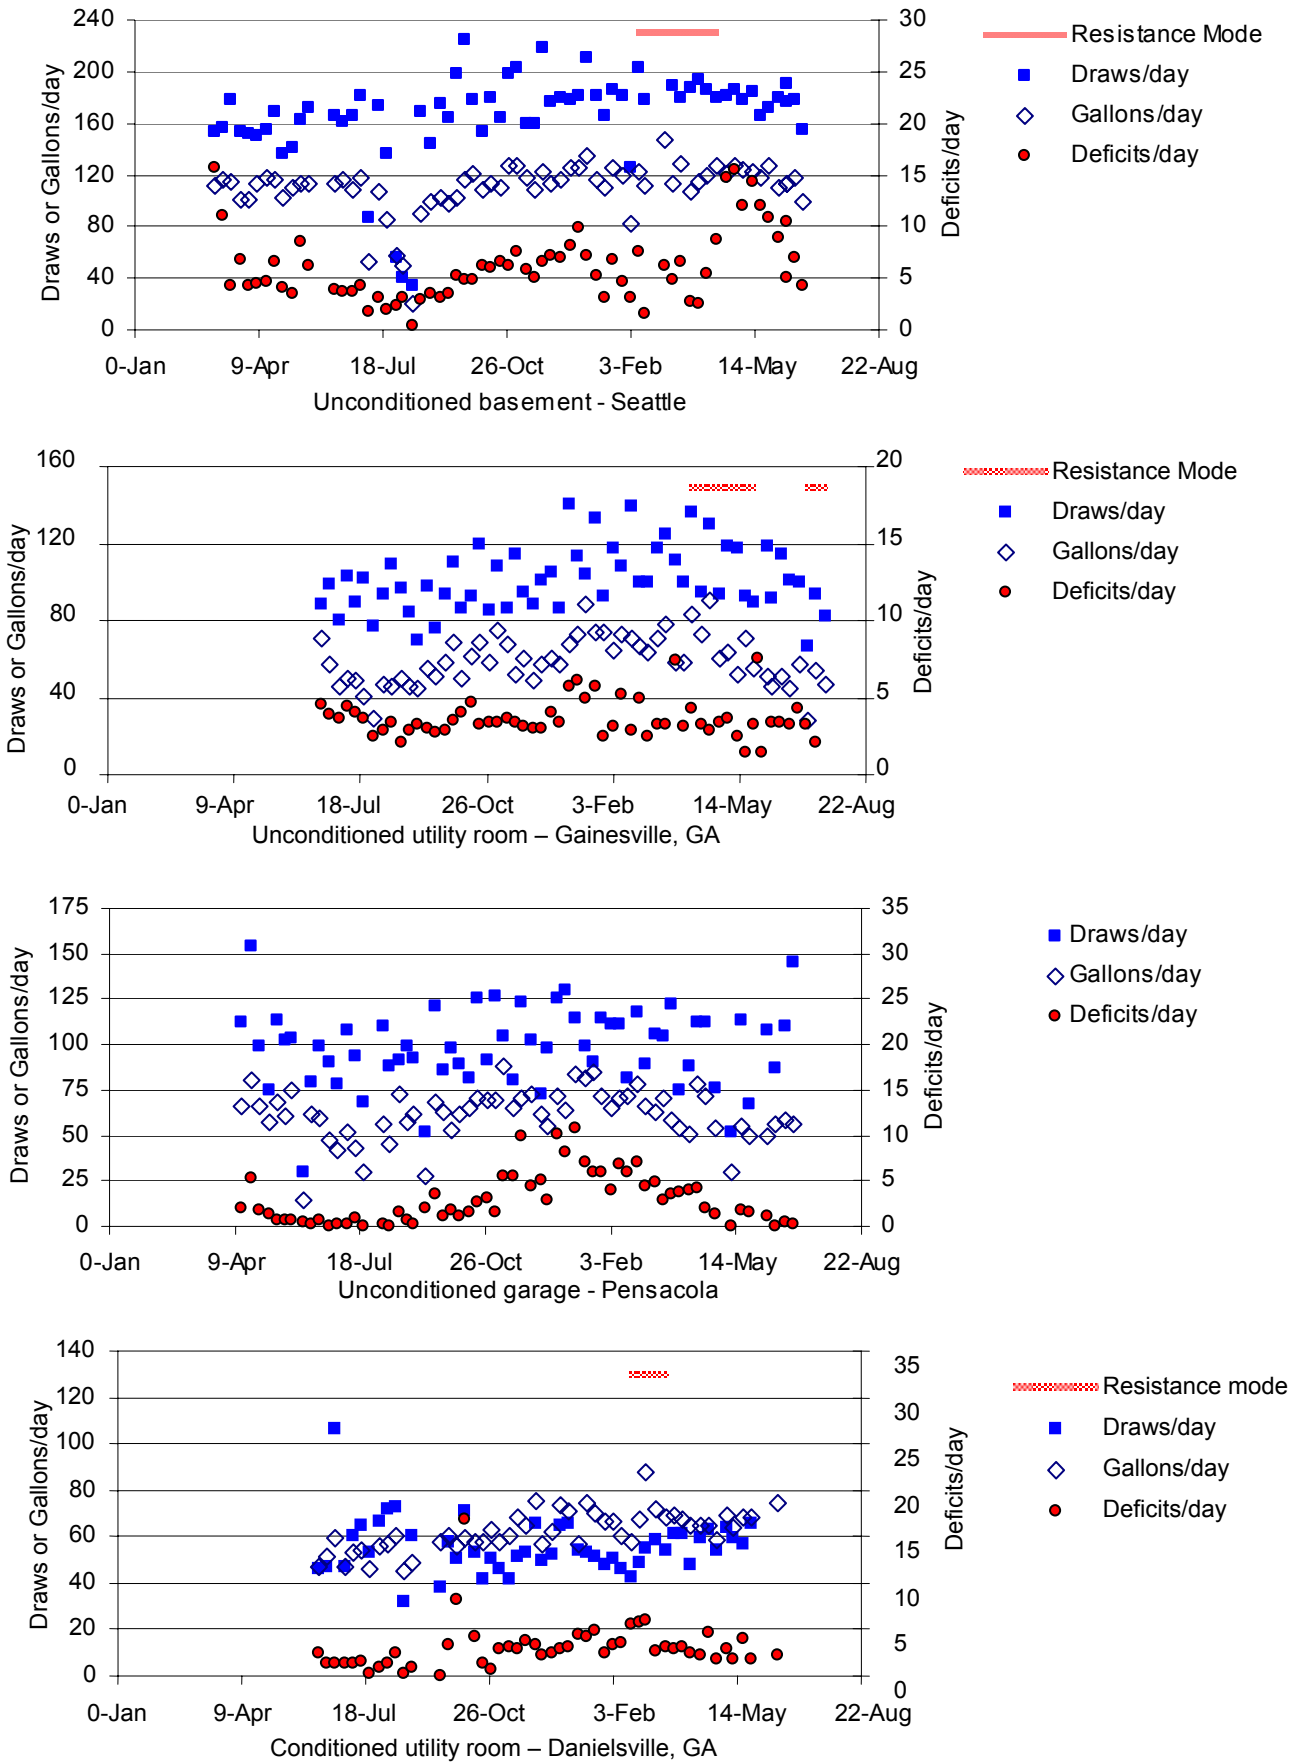 240
200
160
120
80
40
0
Draws or Gallons/day
30
25
20
15
10
5
0
Deficits/day
0-Jan 9-Apr 18-Jul 26-Oct 3-Feb 14-May 22-Aug
Unconditioned basement - Seattle
Resistance Mode
Draws/day
Gallons/day
Deficits/day
160
120
80
40
0
Draws or Gallons/day
20
15
10
5
0
Deficits/day
0-Jan 9-Apr 18-Jul 26-Oct 3-Feb 14-May 22-Aug
Unconditioned utility room – Gainesville, GA
Resistance Mode
Draws/day
Gallons/day
Deficits/day
175
150
125
100
75
50
25
0
Draws or Gallons/day
35
30
25
20
15
10
5
0
Deficits/day
0-Jan 9-Apr 18-Jul 26-Oct 3-Feb 14-May 22-Aug
Unconditioned garage - Pensacola
Draws/day
Gallons/day
Deficits/day
140
120
100
80
60
40
20
0
Draws or Gallons/day
35
30
25
20
15
10
5
0
Deficits/day
0-Jan 9-Apr 18-Jul 26-Oct 3-Feb 14-May 22-Aug
Conditioned utility room – Danielsville, GA
Resistance mode
Draws/day
Gallons/day
Deficits/day